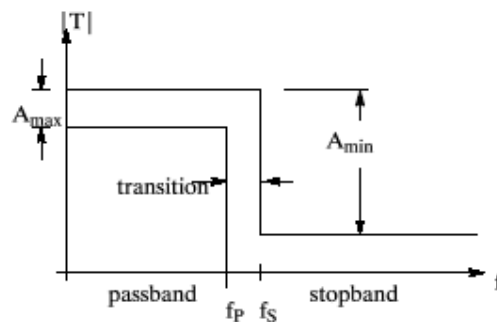 |T|
A_max
A_min
transition
f
passband
f_P
f_S
stopband